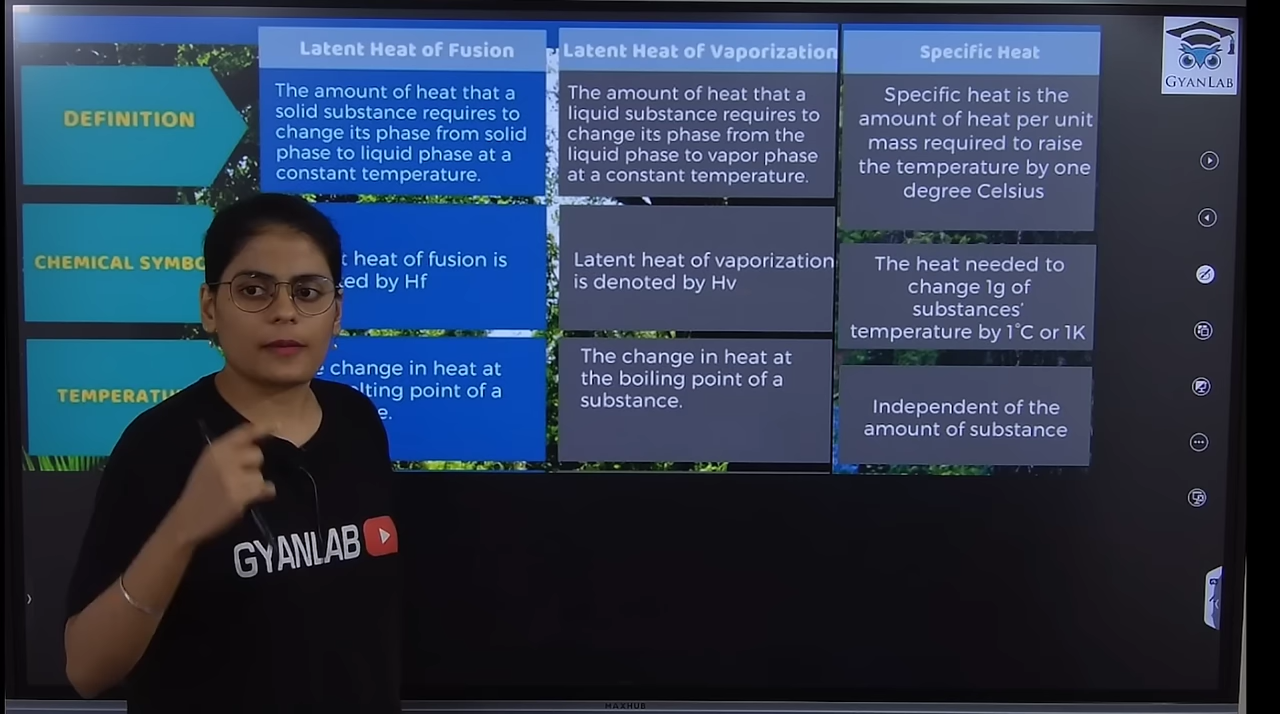 Latent Heat of Fusion
Latent Heat of Vaporization
Specific Heat
GYANLAB
DEFINITION
The amount of heat that a
solid substance requires to
change its phase from solid
phase to liquid phase at a
constant temperature.
The amount of heat that a
liquid substance requires to
change its phase from the
liquid phase to vapor phase
at a constant temperature.
Specific heat is the
amount of heat per unit
mass required to raise
the temperature by one
degree Celsius
CHEMICAL
heat of fusion is
by Hf
Latent heat of vaporization
is denoted by Hv
The heat needed to
change 1g of
substances'
temperature by 1°C or 1K
change in heat at
point of a
The change in heat at
the boiling point of a
substance.
Independent of the
amount of substance
GYANLAB
MAXHUB